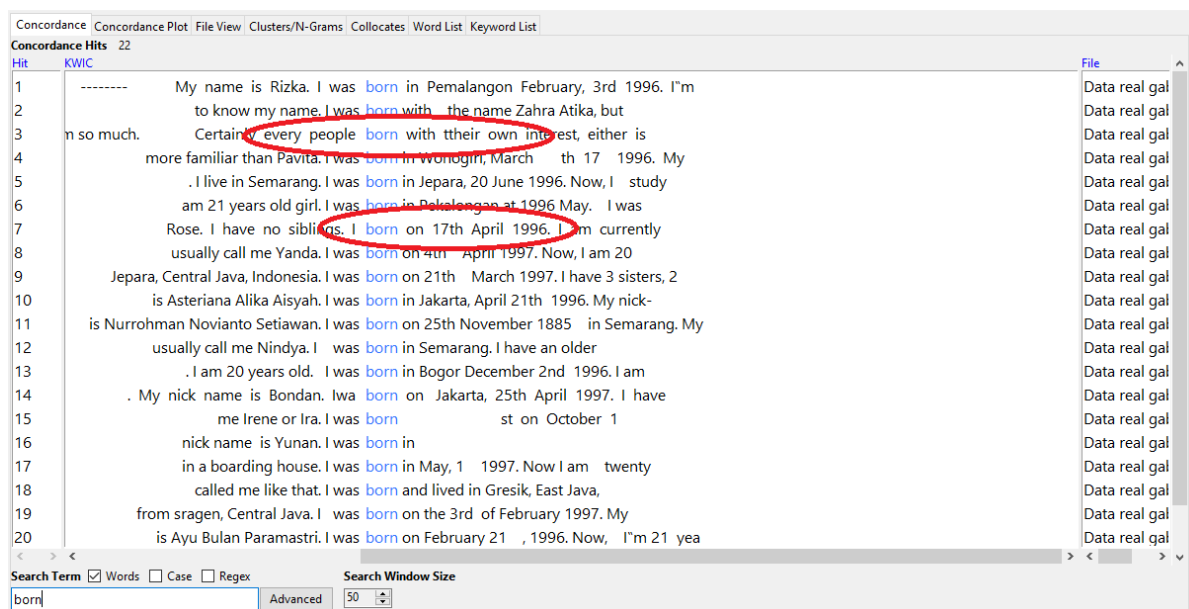 Concordance Concordance Plot File View Clusters/N-Grams Collocates Word List Keyword List
Concordance Hits 22
Hit KWIC File
1 -------- My name is Rizka. I was born in Pemalangon February, 3rd 1996. I"m Data real gal
2 to know my name. I was born with the name Zahra Atika, but Data real gal
3 n so much. Certainly every people born with ttheir own interest, either is Data real gal
4 more familiar than Pavita. I was born in Wonogiri, March th 17 1996. My Data real gal
5 . I live in Semarang. I was born in Jepara, 20 June 1996. Now, I study Data real gal
6 am 21 years old girl. I was born in Pekalongan at 1996 May. I was Data real gal
7 Rose. I have no siblings. I born on 17th April 1996. I am currently Data real gal
8 usually call me Yanda. I was born on 4th April 1997. Now, I am 20 Data real gal
9 Jepara, Central Java, Indonesia. I was born on 21th March 1997. I have 3 sisters, 2 Data real gal
10 is Asteriana Alika Aisyah. I was born in Jakarta, April 21th 1996. My nick- Data real gal
11 is Nurrohman Novianto Setiawan. I was born on 25th November 1885 in Semarang. My Data real gal
12 usually call me Nindya. I was born in Semarang. I have an older Data real gal
13 . I am 20 years old. I was born in Bogor December 2nd 1996. I am Data real gal
14 . My nick name is Bondan. Iwa born on Jakarta, 25th April 1997. I have Data real gal
15 me Irene or Ira. I was born st on October 1 Data real gal
16 nick name is Yunan. I was born in Data real gal
17 in a boarding house. I was born in May, 1 1997. Now I am twenty Data real gal
18 called me like that. I was born and lived in Gresik, East Java, Data real gal
19 from sragen, Central Java. I was born on the 3rd of February 1997. My Data real gal
20 is Ayu Bulan Paramastri. I was born on February 21 , 1996. Now, I"m 21 yea Data real gal
Search Term Words Case Regex Search Window Size
born Advanced 50